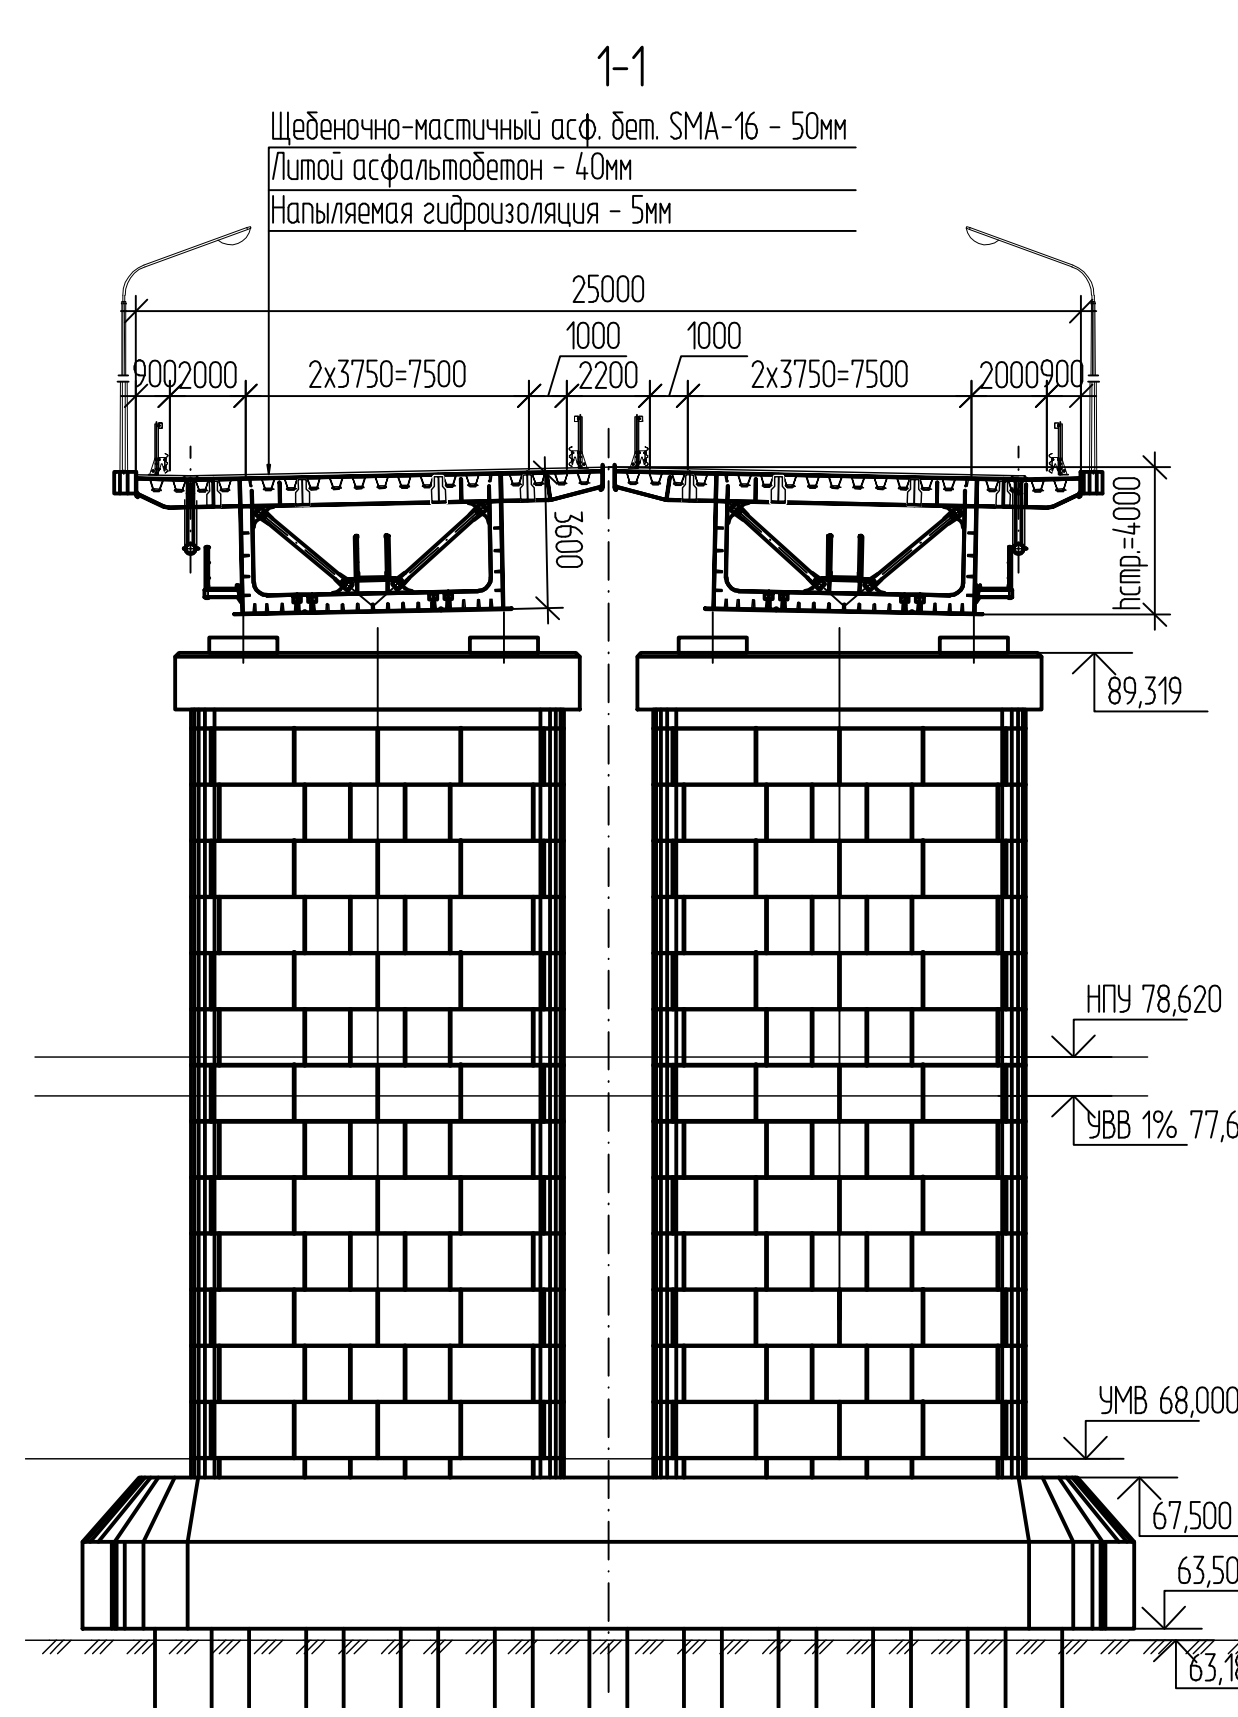 1-1
Щебеночно-мастичный асф. бет. SMA-16 - 50мм
Литой асфальтобетон - 40мм
Напыляемая гидроизоляция - 5мм
25000
1000 1000
900 2000 2x3750=7500 2200 2x3750=7500 2000 900
3600
hстр.=4000
89,319
НПУ 78,620
УВВ 1% 77,6
УМВ 68,000
67,500
63,50
63,18